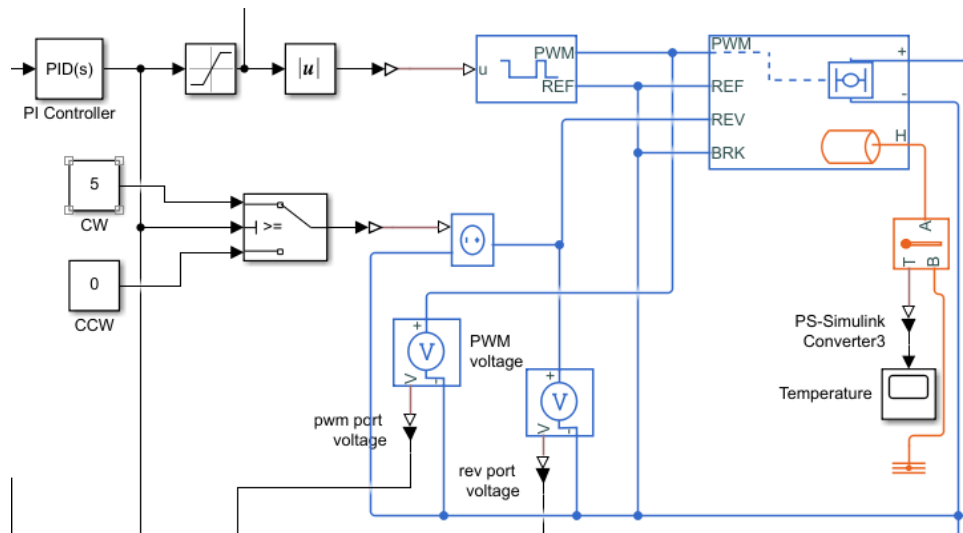 PID(s)
PI Controller
|u|
u
PWM
REF
PWM
REF
REV
BRK
+
-
H
5
CW
>=
0
CCW
A
T
B
PS-Simulink
Converter3
Temperature
+
V
V
-
PWM
voltage
pwm port
voltage
+
V
V
-
rev port
voltage